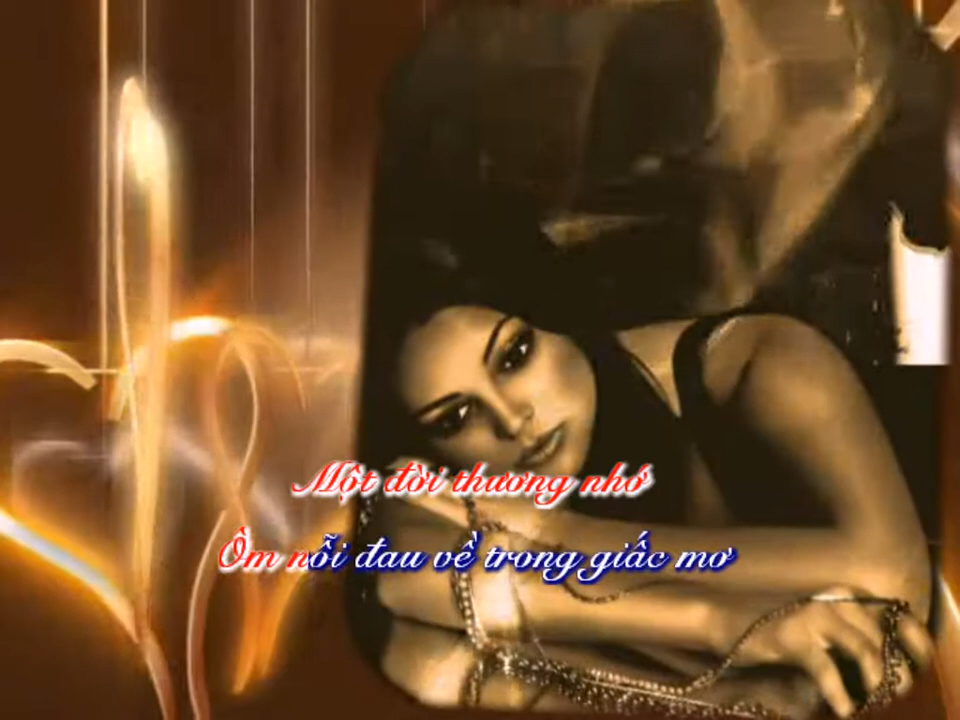 Một đời thương nhớ
Ôm nỗi đau về trong giấc mơ